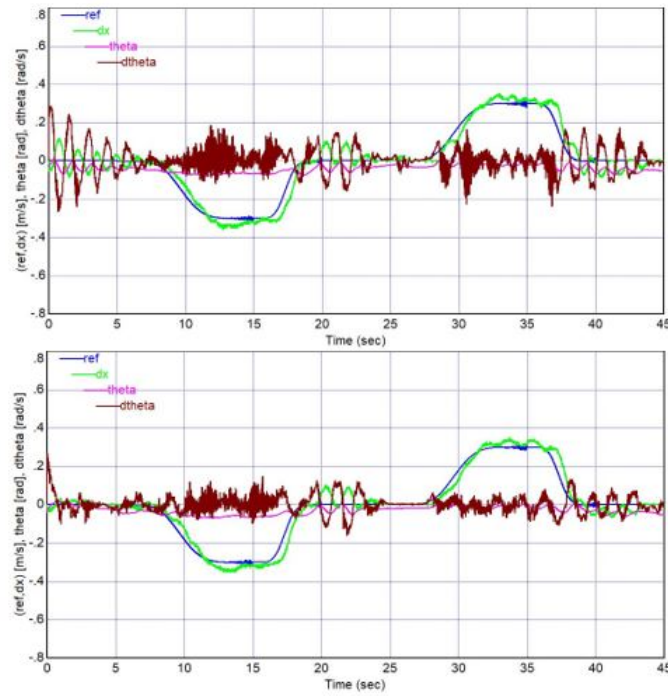 (ref,dx) [m/s], theta [rad], dtheta [rad/s]
.8
.6
.4
.2
0
-.2
-.4
-.6
-.8
ref
dx
theta
dtheta
0 5 10 15 20 25 30 35 40 45
Time (sec)
(ref,dx) [m/s], theta [rad], dtheta [rad/s]
.8
.6
.4
.2
0
-.2
-.4
-.6
-.8
ref
dx
theta
dtheta
0 5 10 15 20 25 30 35 40 45
Time (sec)